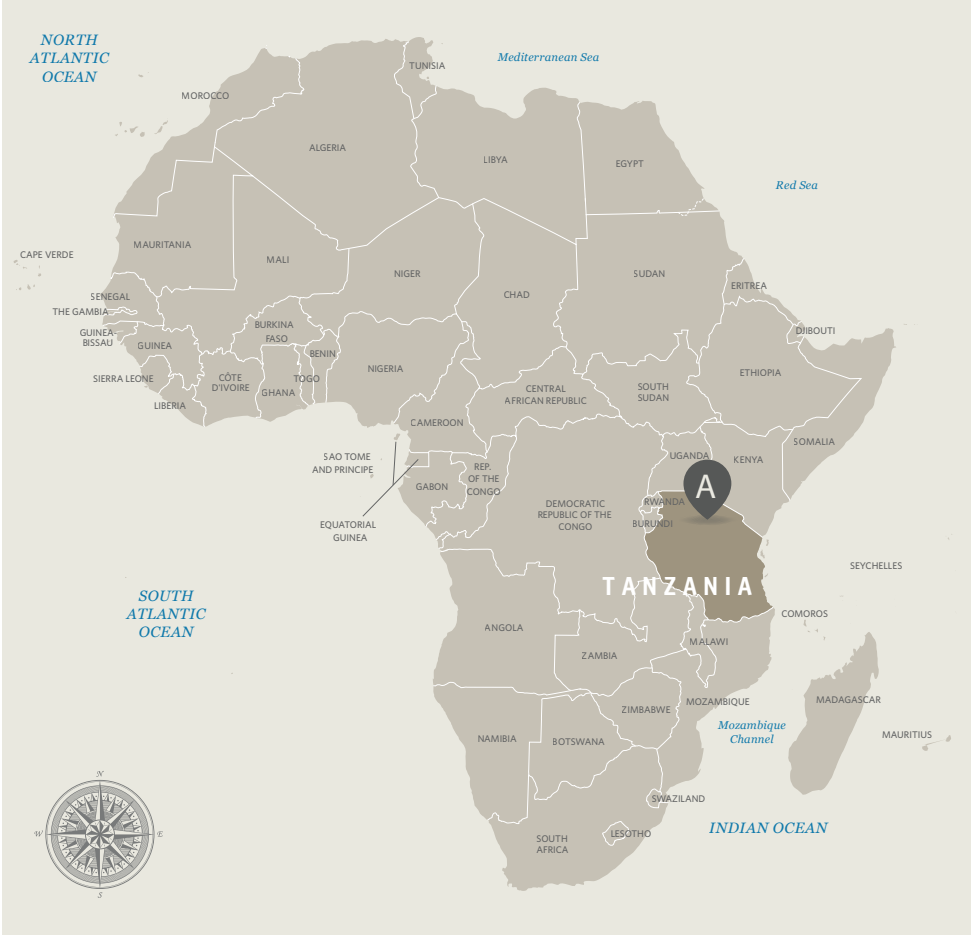 NORTH
ATLANTIC
OCEAN
Mediterranean Sea
TUNISIA
MOROCCO
ALGERIA
LIBYA
EGYPT
Red Sea
MAURITANIA
CAPE VERDE
MALI
NIGER
CHAD
SUDAN
ERITREA
SENEGAL
THE GAMBIA
GUINEA-
BISSAU
GUINEA
BURKINA
FASO
BENIN
DJIBOUTI
NIGERIA
ETHIOPIA
SIERRA LEONE
CÔTE
D'IVOIRE
GHANA
TOGO
CENTRAL
AFRICAN REPUBLIC
SOUTH
SUDAN
LIBERIA
CAMEROON
SOMALIA
SAO TOME
AND PRINCIPE
UGANDA
KENYA
REP.
OF THE
CONGO
GABON
A
RWANDA
DEMOCRATIC
REPUBLIC OF THE
CONGO
BURUNDI
EQUATORIAL
GUINEA
SEYCHELLES
TANZANIA
SOUTH
ATLANTIC
OCEAN
COMOROS
ANGOLA
MALAWI
ZAMBIA
MOZAMBIQUE
MADAGASCAR
ZIMBABWE
Mozambique
Channel
MAURITIUS
NAMIBIA
BOTSWANA
SWAZILAND
N
W
E
S
LESOTHO
INDIAN OCEAN
SOUTH
AFRICA